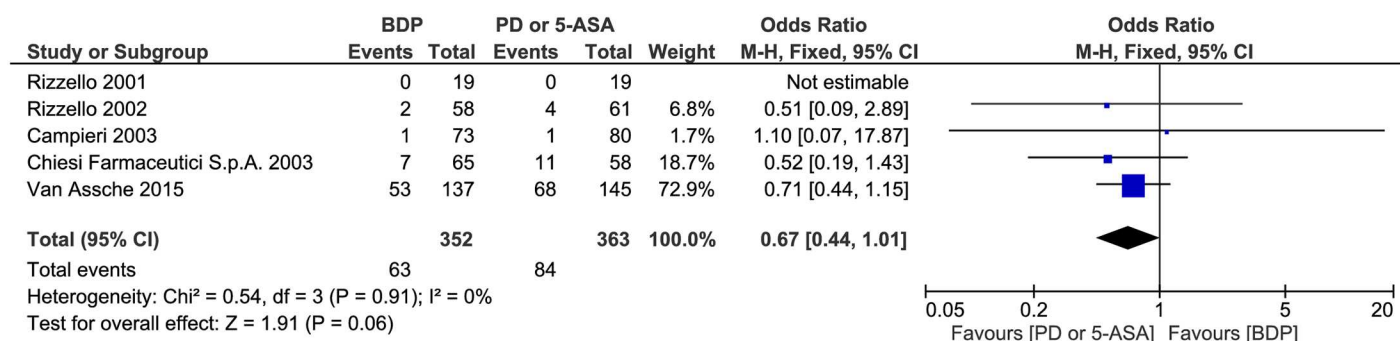 BDP PD or 5-ASA Odds Ratio Odds Ratio
Study or Subgroup Events Total Events Total Weight M-H, Fixed, 95% CI M-H, Fixed, 95% CI
Rizzello 2001 0 19 0 19 Not estimable
Rizzello 2002 2 58 4 61 6.8% 0.51 [0.09, 2.89]
Campieri 2003 1 73 1 80 1.7% 1.10 [0.07, 17.87]
Chiesi Farmaceutici S.p.A. 2003 7 65 11 58 18.7% 0.52 [0.19, 1.43]
Van Assche 2015 53 137 68 145 72.9% 0.71 [0.44, 1.15]
Total (95% CI) 352 363 100.0% 0.67 [0.44, 1.01]
Total events 63 84
Heterogeneity: Chi² = 0.54, df = 3 (P = 0.91); I² = 0%
Test for overall effect: Z = 1.91 (P = 0.06)
0.05 0.2 1 5 20
Favours [PD or 5-ASA] Favours [BDP]